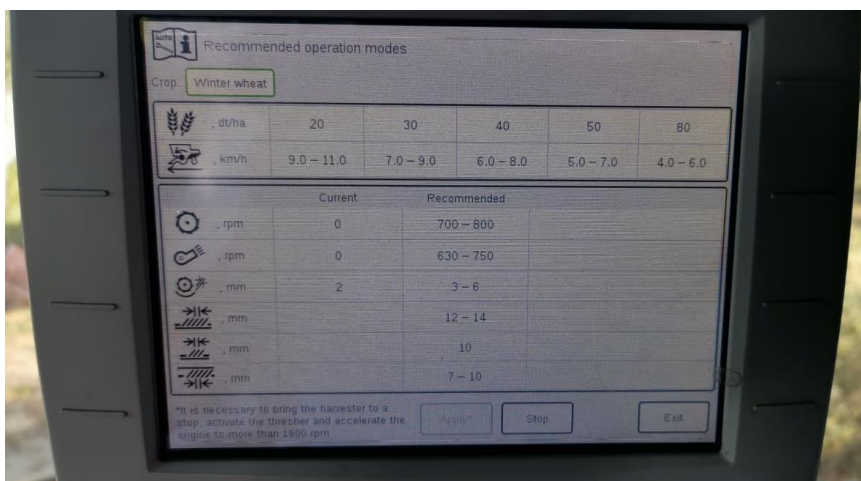 AUTO
Recommended operation modes
Crop: Winter wheat
, dt/ha 20 30 40 50 80
, km/h 9.0 – 11.0 7.0 – 9.0 6.0 – 8.0 5.0 – 7.0 4.0 – 6.0
Current Recommended
, rpm 0 700 – 800
, rpm 0 630 – 750
, mm 2 3 – 6
, mm 12 – 14
, mm 10
, mm 7 – 10
*It is necessary to bring the harvester to a
stop, activate the thresher and accelerate the
engine to more than 1800 rpm
Apply* Stop Exit